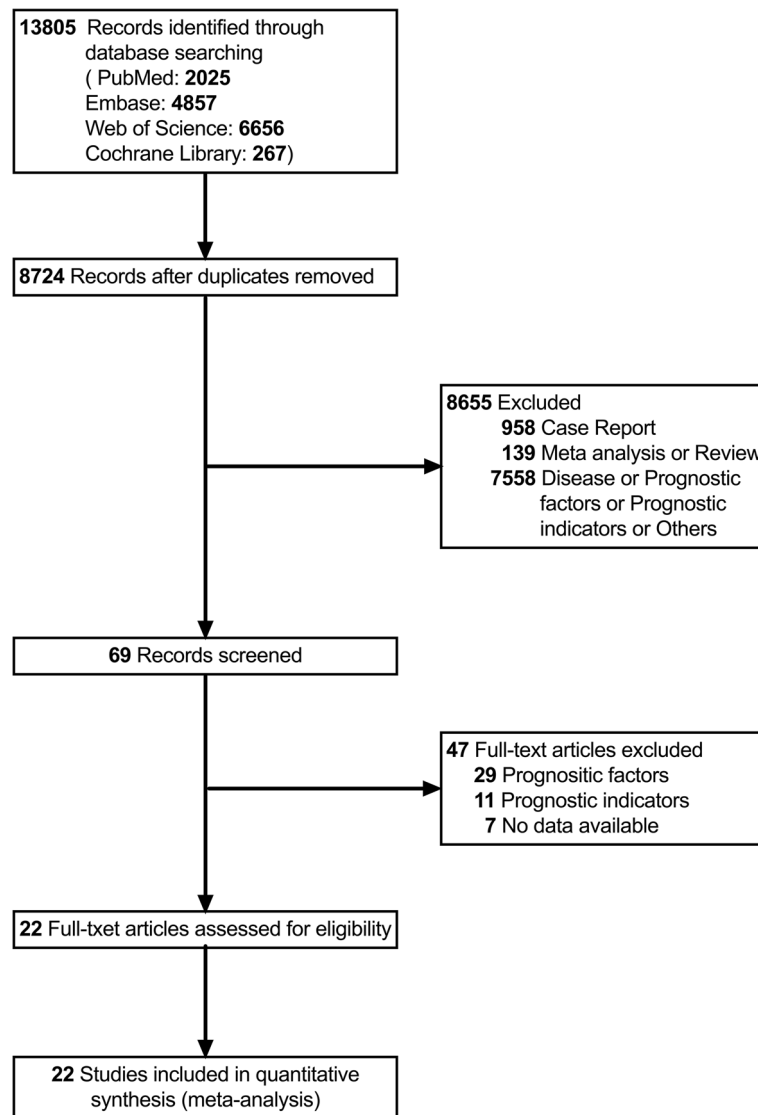 13805 Records identified through
database searching
( PubMed: 2025
Embase: 4857
Web of Science: 6656
Cochrane Library: 267)
8724 Records after duplicates removed
8655 Excluded
958 Case Report
139 Meta analysis or Review
7558 Disease or Prognostic
factors or Prognostic
indicators or Others
69 Records screened
47 Full-text articles excluded
29 Prognositic factors
11 Prognostic indicators
7 No data available
22 Full-txet articles assessed for eligibility
22 Studies included in quantitative
synthesis (meta-analysis)